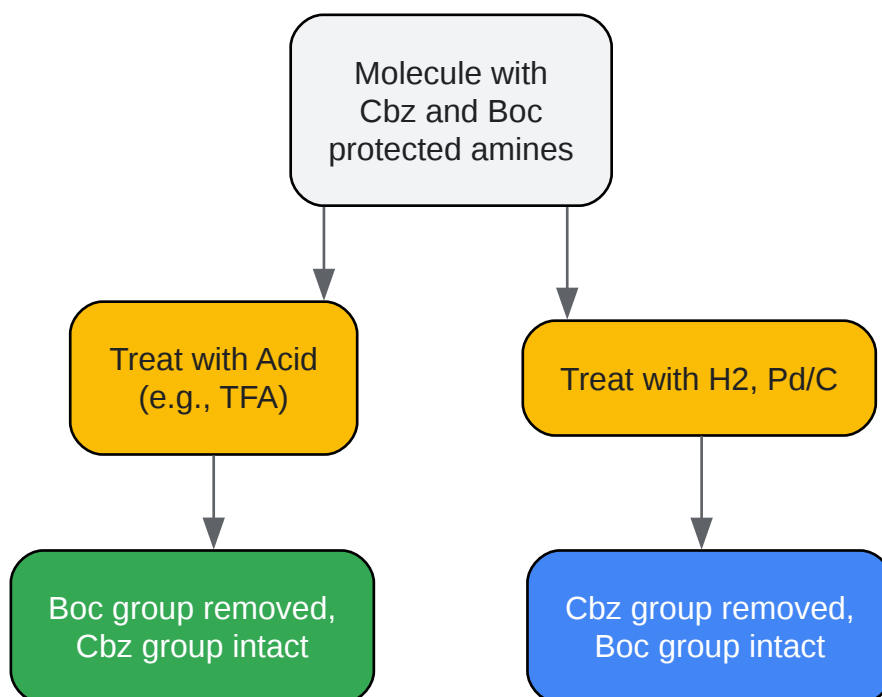 Molecule with
Cbz and Boc
protected amines
Treat with Acid
(e.g., TFA)
Treat with H2, Pd/C
Boc group removed,
Cbz group intact
Cbz group removed,
Boc group intact